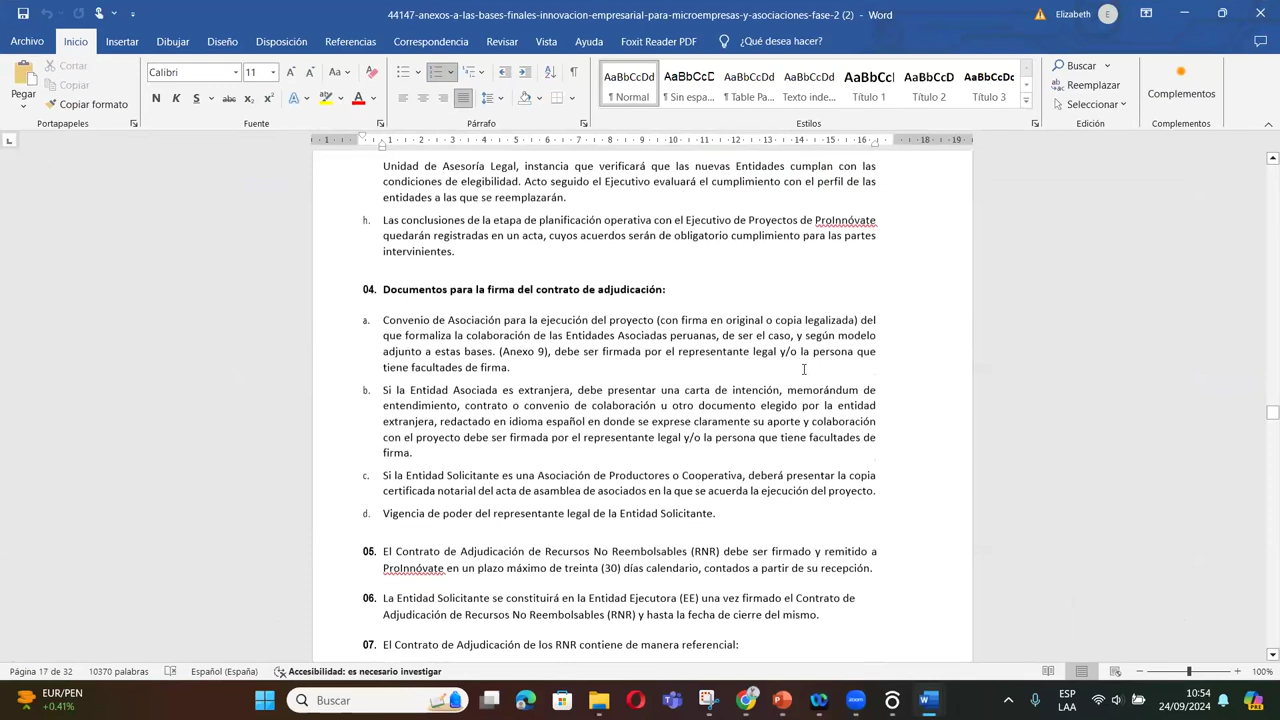 44147-anexos-a-las-bases-finales-innovacion-empresarial-para-microempresas-y-asociaciones-fase-2 (2) - Word
Elizabeth
E
Archivo Inicio Insertar Dibujar Diseño Disposición Referencias Correspondencia Revisar Vista Ayuda Foxit Reader PDF ¿Qué desea hacer?
Pegar
Cortar
Copiar
Copiar formato
Portapapeles
Calibri 11
Fuente
Párrafo
AaBbCcDd AaBbCcDd AaBbCcDd AaBbCcDd AaBbCcI AaBbCcDd AaBbCcDc
¶ Normal ¶ Sin espa... ¶ Table Pa... Texto inde... Título 1 Título 2 Título 3
Estilos
Buscar
Reemplazar
Seleccionar
Edición
Complementos
Complementos
Unidad de Asesoría Legal, instancia que verificará que las nuevas Entidades cumplan con las
condiciones de elegibilidad. Acto seguido el Ejecutivo evaluará el cumplimiento con el perfil de las
entidades a las que se reemplazarán.
h. Las conclusiones de la etapa de planificación operativa con el Ejecutivo de Proyectos de ProInnóvate
quedarán registradas en un acta, cuyos acuerdos serán de obligatorio cumplimiento para las partes
intervinientes.
04. Documentos para la firma del contrato de adjudicación:
a. Convenio de Asociación para la ejecución del proyecto (con firma en original o copia legalizada) del
que formaliza la colaboración de las Entidades Asociadas peruanas, de ser el caso, y según modelo
adjunto a estas bases. (Anexo 9), debe ser firmada por el representante legal y/o la persona que
tiene facultades de firma.
b. Si la Entidad Asociada es extranjera, debe presentar una carta de intención, memorándum de
entendimiento, contrato o convenio de colaboración u otro documento elegido por la entidad
extranjera, redactado en idioma español en donde se exprese claramente su aporte y colaboración
con el proyecto debe ser firmada por el representante legal y/o la persona que tiene facultades de
firma.
c. Si la Entidad Solicitante es una Asociación de Productores o Cooperativa, deberá presentar la copia
certificada notarial del acta de asamblea de asociados en la que se acuerda la ejecución del proyecto.
d. Vigencia de poder del representante legal de la Entidad Solicitante.
05. El Contrato de Adjudicación de Recursos No Reembolsables (RNR) debe ser firmado y remitido a
ProInnóvate en un plazo máximo de treinta (30) días calendario, contados a partir de su recepción.
06. La Entidad Solicitante se constituirá en la Entidad Ejecutora (EE) una vez firmado el Contrato de
Adjudicación de Recursos No Reembolsables (RNR) y hasta la fecha de cierre del mismo.
07. El Contrato de Adjudicación de los RNR contiene de manera referencial:
Página 17 de 32 10370 palabras Español (España) Accesibilidad: es necesario investigar 100%
EUR/PEN
+0.41%
Buscar
ESP
LAA
10:54
24/09/2024